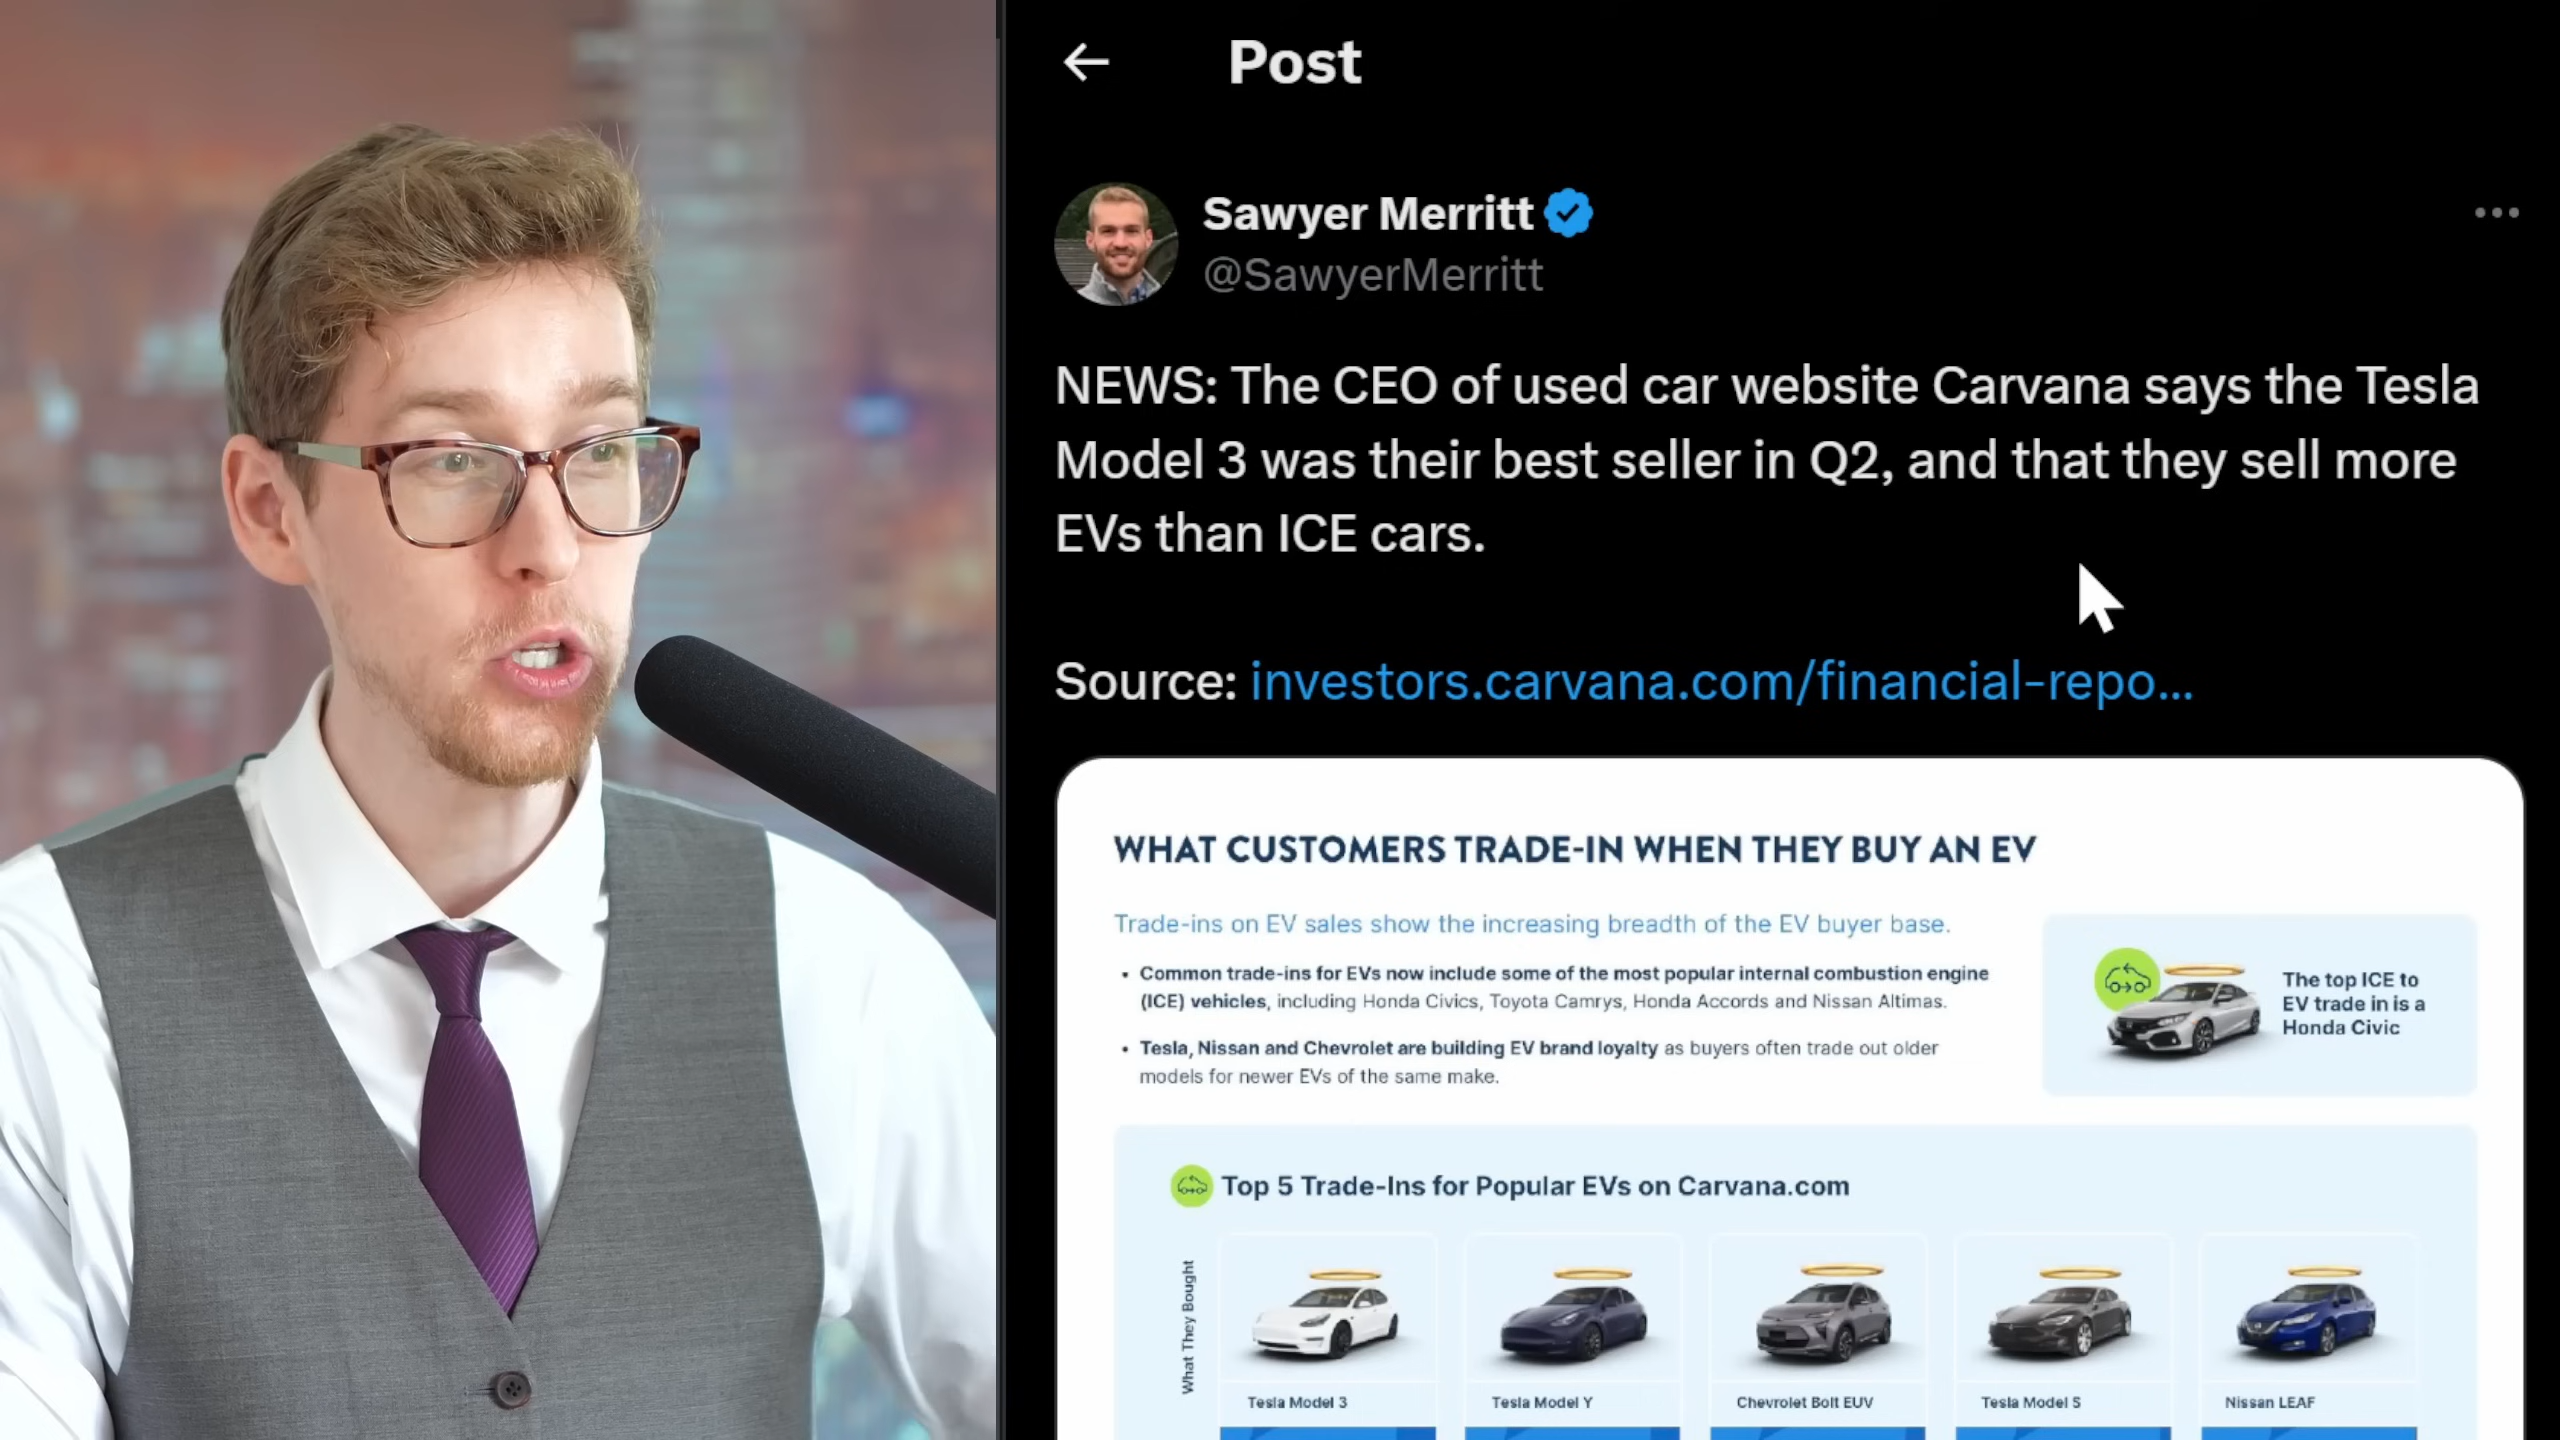 Post
Sawyer Merritt
@SawyerMerritt
NEWS: The CEO of used car website Carvana says the Tesla
Model 3 was their best seller in Q2, and that they sell more
EVs than ICE cars.
Source: investors.carvana.com/financial-repo...
WHAT CUSTOMERS TRADE-IN WHEN THEY BUY AN EV
Trade-ins on EV sales show the increasing breadth of the EV buyer base.
• Common trade-ins for EVs now include some of the most popular internal combustion engine
(ICE) vehicles, including Honda Civics, Toyota Camrys, Honda Accords and Nissan Altimas.
• Tesla, Nissan and Chevrolet are building EV brand loyalty as buyers often trade out older
models for newer EVs of the same make.
The top ICE to
EV trade in is a
Honda Civic
Top 5 Trade-Ins for Popular EVs on Carvana.com
What They Bought
Tesla Model 3
Tesla Model Y
Chevrolet Bolt EUV
Tesla Model S
Nissan LEAF